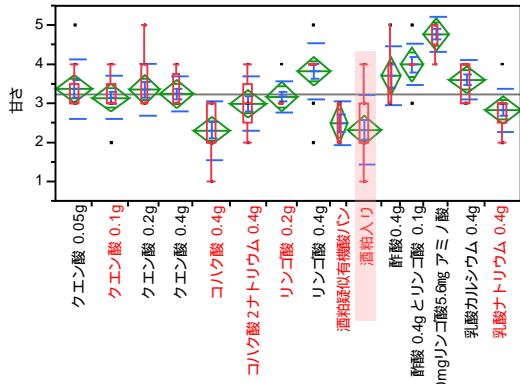 甘さ
5
4
3
2
1
クエン酸 0.05g
クエン酸 0.1g
クエン酸 0.2g
クエン酸 0.4g
コハク酸 0.4g
コハク酸2ナトリウム 0.4g
リンゴ酸 0.2g
リンゴ酸 0.4g
酒粕疑似有機酸パン
酒粕入り
酢酸 0.4g
酢酸 0.4g とリンゴ酸 0.1g
0mgリンゴ酸5.6mg アミノ酸
乳酸カルシウム 0.4g
乳酸ナトリウム 0.4g